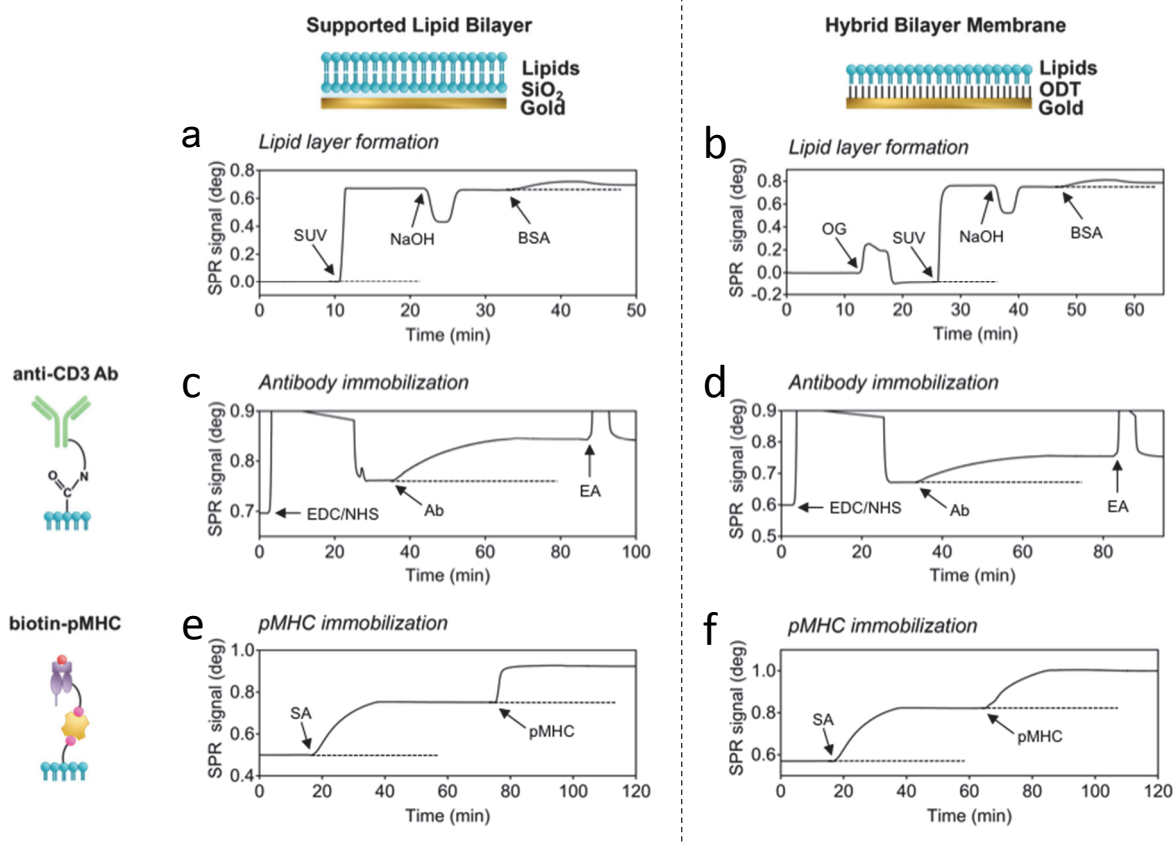 Supported Lipid Bilayer
Lipids
SiO2
Gold
Hybrid Bilayer Membrane
Lipids
ODT
Gold
a
Lipid layer formation
SPR signal (deg)
0.8
0.6
0.4
0.2
0.0
SUV
NaOH
BSA
0 10 20 30 40 50
Time (min)
b
Lipid layer formation
SPR signal (deg)
0.8
0.6
0.4
0.2
0.0
-0.2
OG
SUV
NaOH
BSA
0 10 20 30 40 50 60
Time (min)
anti-CD3 Ab
O
N
C
c
Antibody immobilization
SPR signal (deg)
0.9
0.8
0.7
EDC/NHS
Ab
EA
0 20 40 60 80 100
Time (min)
d
Antibody immobilization
SPR signal (deg)
0.9
0.8
0.7
0.6
0.5
EDC/NHS
Ab
EA
0 20 40 60 80
Time (min)
biotin-pMHC
e
pMHC immobilization
SPR signal (deg)
1.0
0.8
0.6
0.4
SA
pMHC
0 20 40 60 80 100 120
Time (min)
f
pMHC immobilization
SPR signal (deg)
1.0
0.8
0.6
SA
pMHC
0 20 40 60 80 100 120
Time (min)